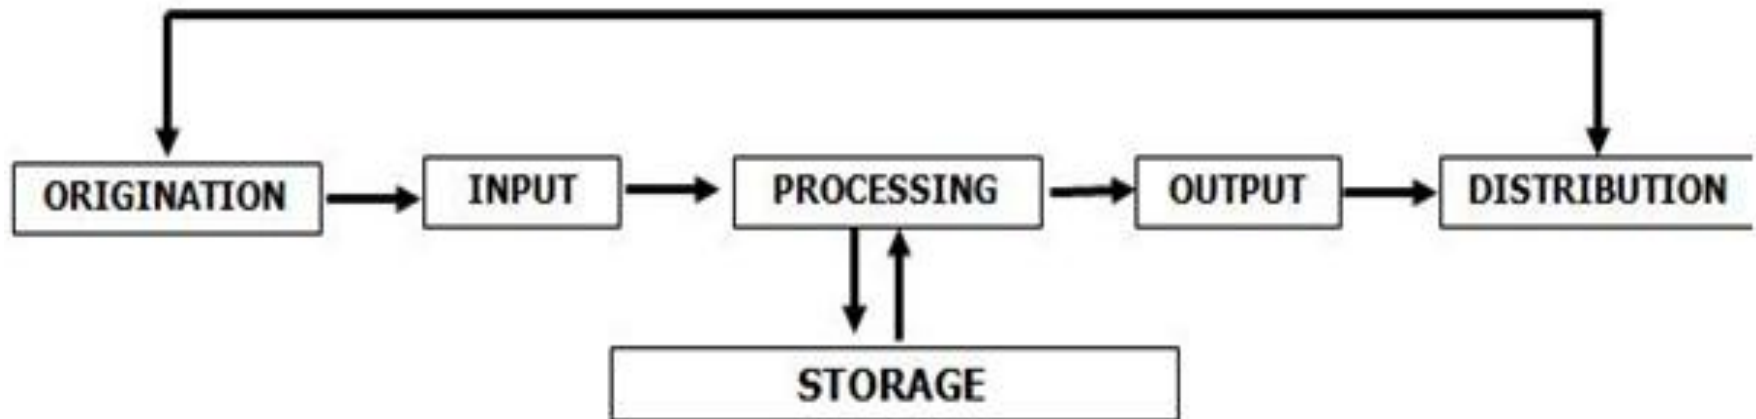 ORIGINATION
INPUT
PROCESSING
OUTPUT
DISTRIBUTION
STORAGE